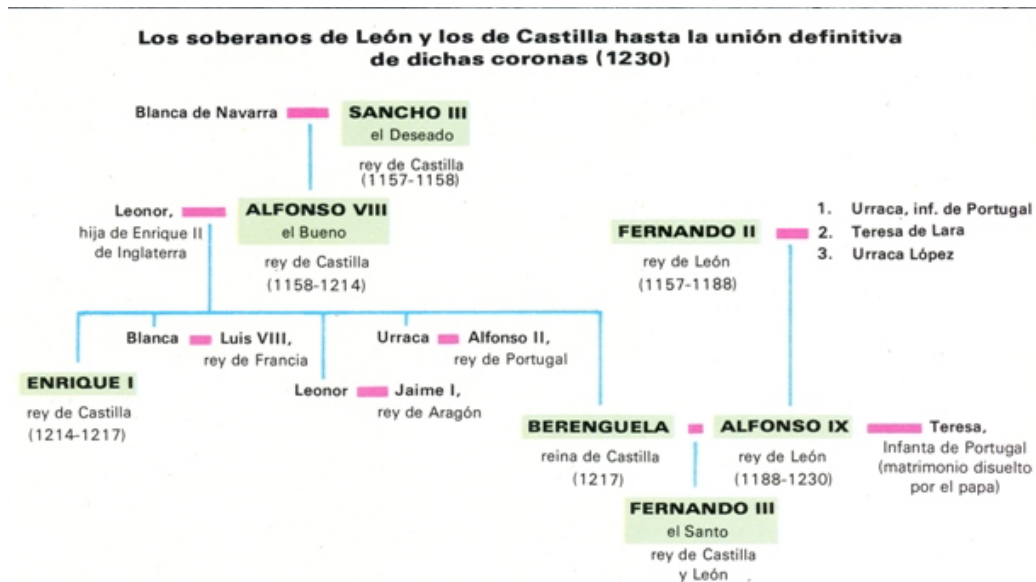 Los soberanos de León y los de Castilla hasta la unión definitiva
de dichas coronas (1230)
Blanca de Navarra
SANCHO III
el Deseado
rey de Castilla
(1157-1158)
Leonor,
hija de Enrique II
de Inglaterra
ALFONSO VIII
el Bueno
rey de Castilla
(1158-1214)
FERNANDO II
rey de León
(1157-1188)
1. Urraca, inf. de Portugal
2. Teresa de Lara
3. Urraca López
Blanca
Luis VIII,
rey de Francia
Urraca
Alfonso II,
rey de Portugal
ENRIQUE I
rey de Castilla
(1214-1217)
Leonor
Jaime I,
rey de Aragón
BERENGUELA
reina de Castilla
(1217)
ALFONSO IX
rey de León
(1188-1230)
Teresa,
Infanta de Portugal
(matrimonio disuelto
por el papa)
FERNANDO III
el Santo
rey de Castilla
y León